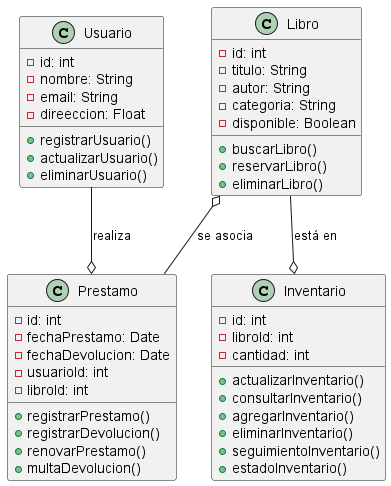 C Usuario
id: int
nombre: String
email: String
direeccion: Float
registrarUsuario()
actualizarUsuario()
eliminarUsuario()
C Libro
id: int
titulo: String
autor: String
categoria: String
disponible: Boolean
buscarLibro()
reservarLibro()
eliminarLibro()
realiza
se asocia
está en
C Prestamo
id: int
fechaPrestamo: Date
fechaDevolucion: Date
usuarioId: int
libroId: int
registrarPrestamo()
registrarDevolucion()
renovarPrestamo()
multaDevolucion()
C Inventario
id: int
libroId: int
cantidad: int
actualizarInventario()
consultarInventario()
agregarInventario()
eliminarInventario()
seguimientoInventario()
estadoInventario()